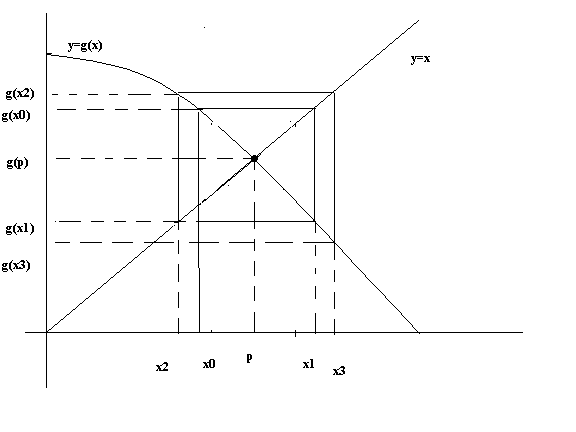 y=g(x)
y=x
g(x2)
g(x0)
g(p)
g(x1)
g(x3)
x2
x0
p
x1
x3